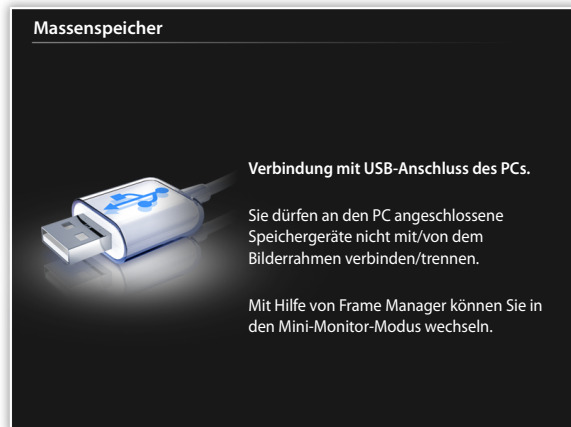 Massenspeicher
Verbindung mit USB-Anschluss des PCs.
Sie dürfen an den PC angeschlossene
Speichergeräte nicht mit/von dem
Bilderrahmen verbinden/trennen.
Mit Hilfe von Frame Manager können Sie in
den Mini-Monitor-Modus wechseln.